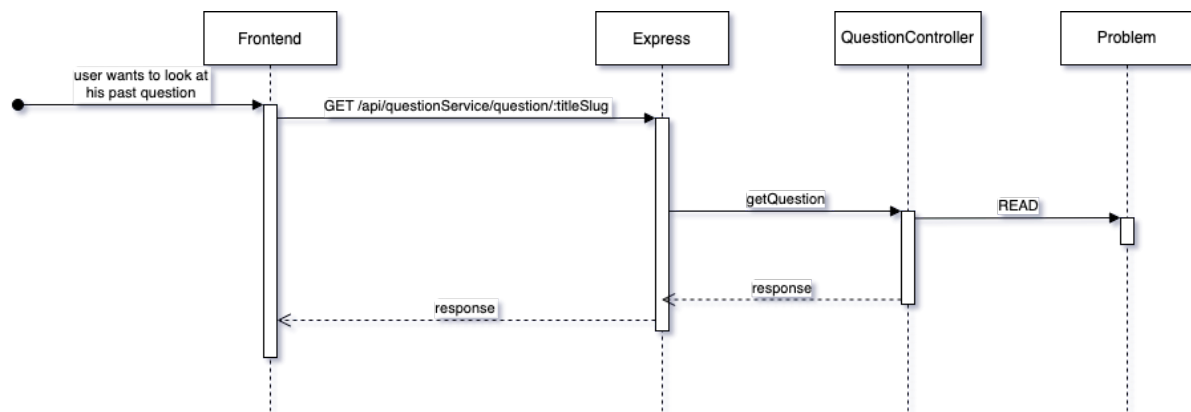 Frontend
Express
QuestionController
Problem
user wants to look at
his past question
GET /api/questionService/question/:titleSlug
getQuestion
READ
response
response